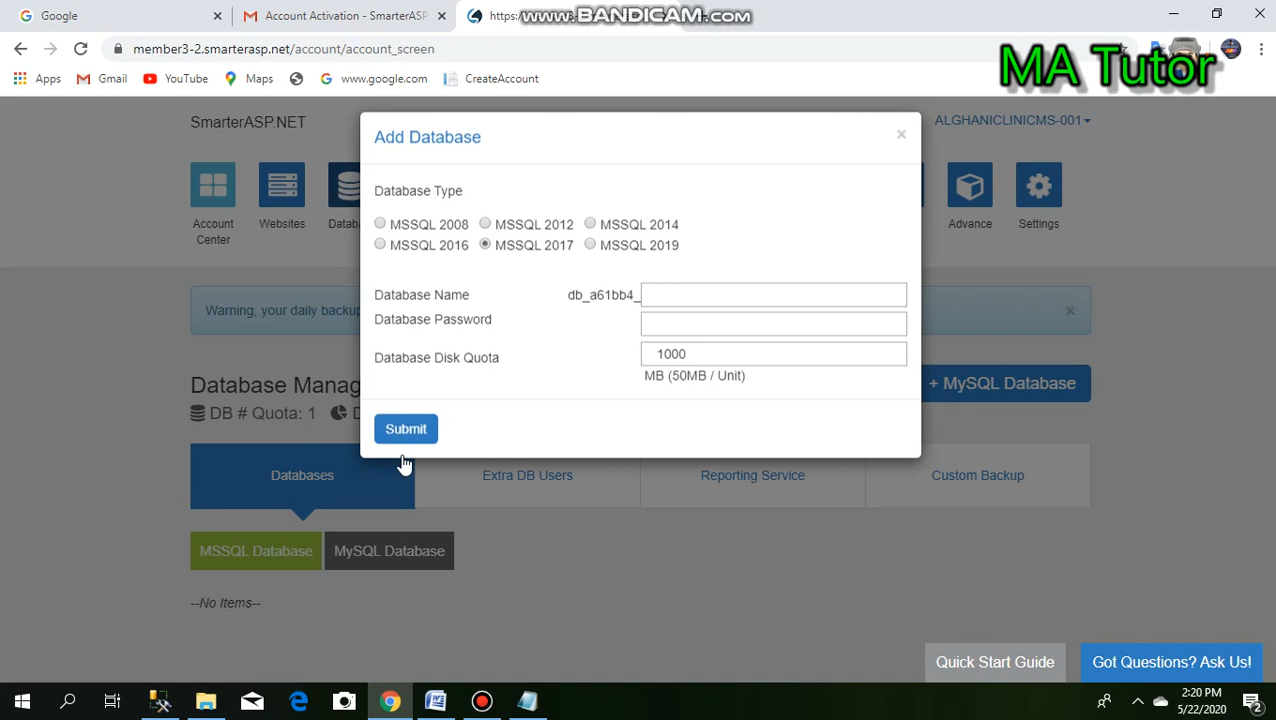 Google ×
Account Activation - SmarterASP ×
https:
www.BANDICAM.com
member3-2.smarterasp.net/account/account_screen
MA Tutor
Apps
Gmail
YouTube
Maps
www.google.com
CreateAccount
SmarterASP.NET
ALGHANICLINICMS-001
Account Center
Websites
Datab
Advance
Settings
Warning, your daily backup
×
Add Database
×
Database Type
MSSQL 2008 MSSQL 2012 MSSQL 2014
MSSQL 2016 MSSQL 2017 MSSQL 2019
Database Name db_a61bb4_
Database Password
Database Disk Quota 1000
MB (50MB / Unit)
Submit
Database Manag
+ MySQL Database
DB # Quota: 1 D
Databases
Extra DB Users
Reporting Service
Custom Backup
MSSQL Database
MySQL Database
--No Items--
Quick Start Guide
Got Questions? Ask Us!
2:20 PM
5/22/2020
2